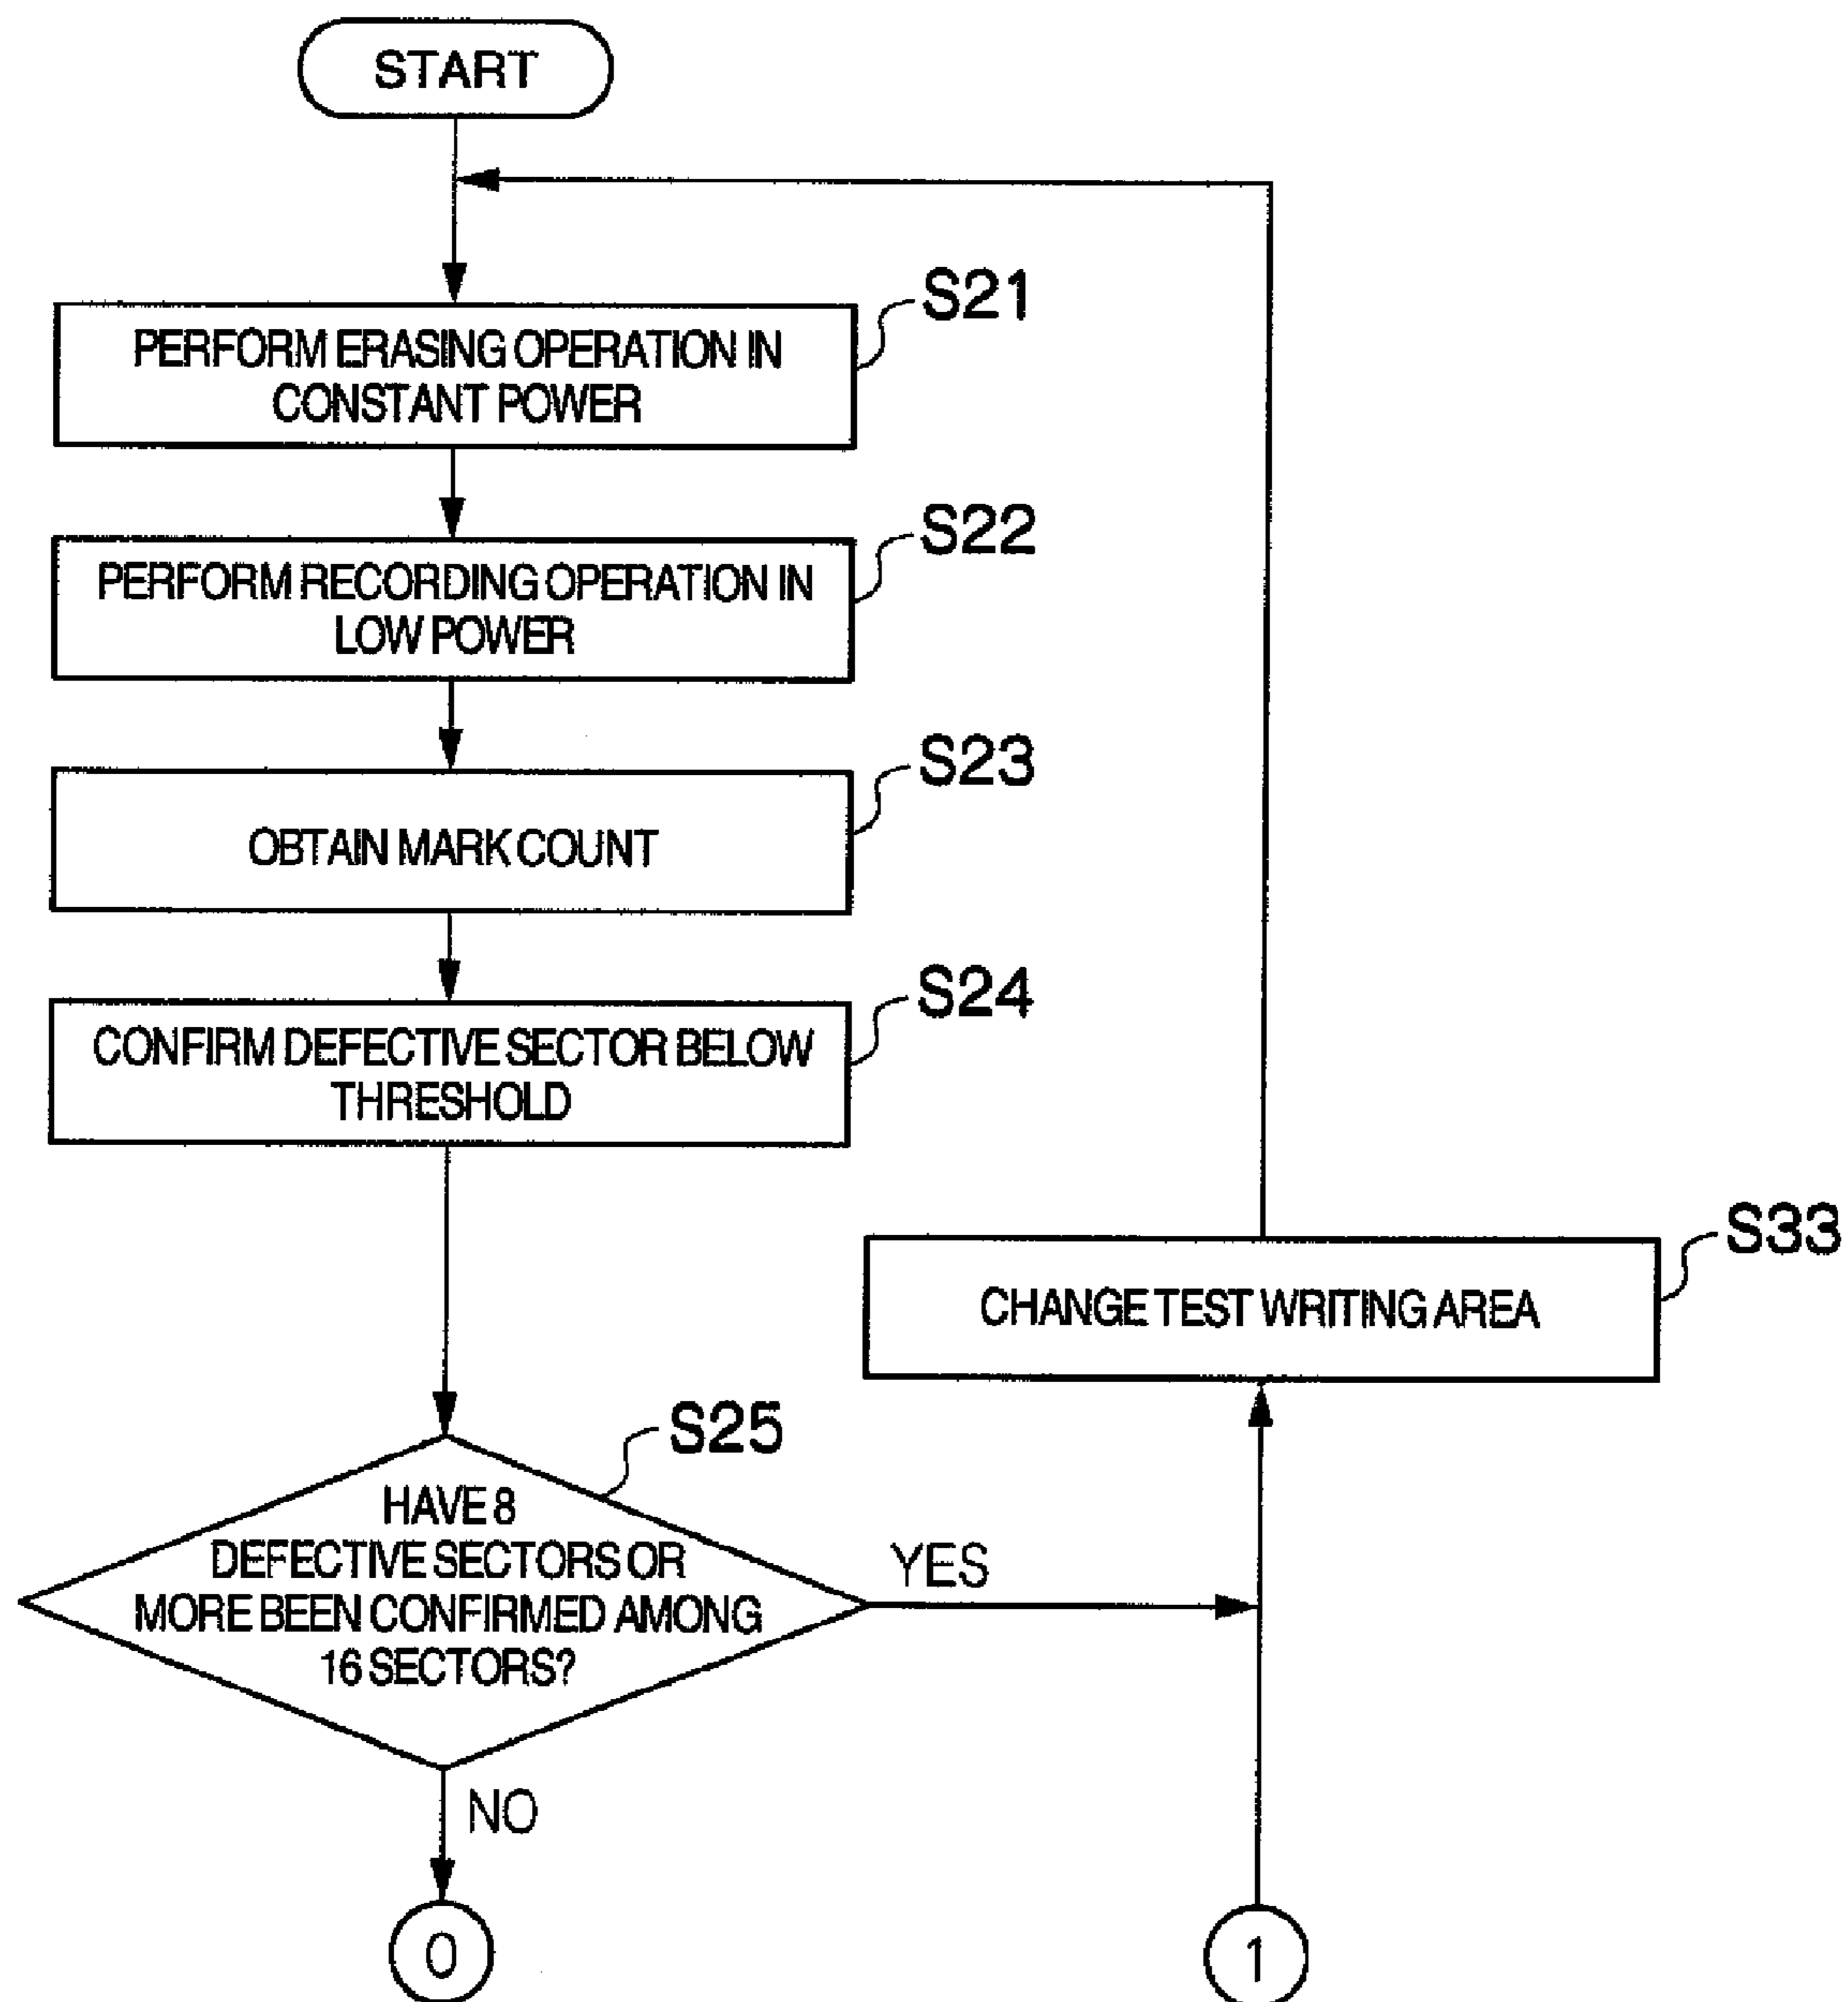 START
S21
PERFORM ERASING OPERATION IN
CONSTANT POWER
S22
PERFORM RECORDING OPERATION IN
LOW POWER
S23
OBTAIN MARK COUNT
S24
CONFIRM DEFECTIVE SECTOR BELOW
THRESHOLD
S33
CHANGE TEST WRITING AREA
S25
HAVE 8
DEFECTIVE SECTORS OR
MORE BEEN CONFIRMED AMONG
16 SECTORS?
YES
NO
0
1